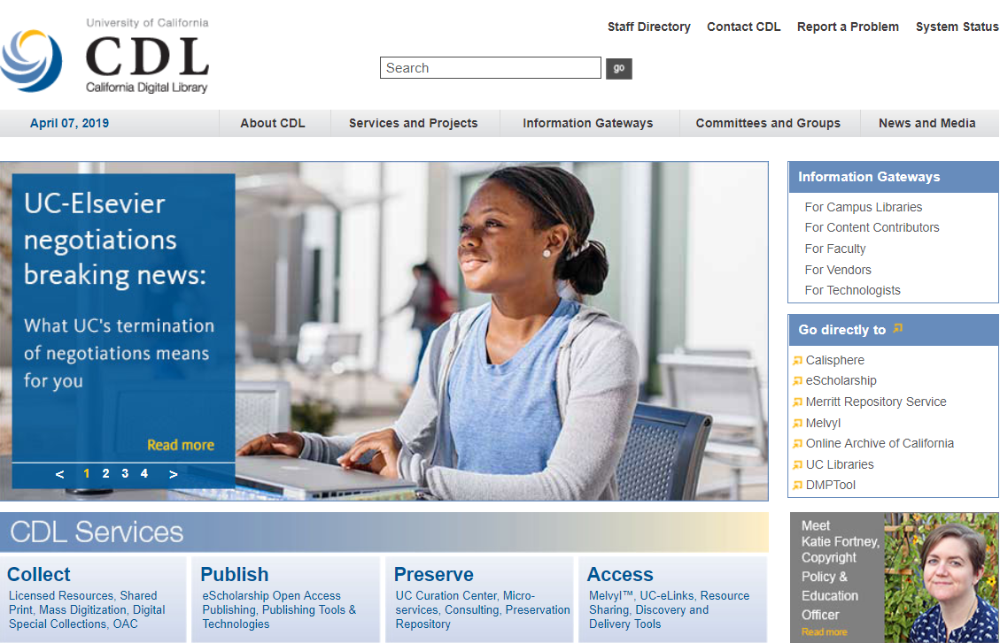 University of California
CDL
California Digital Library
Staff Directory Contact CDL Report a Problem System Status
Search go
April 07, 2019 About CDL Services and Projects Information Gateways Committees and Groups News and Media
UC-Elsevier
negotiations
breaking news:
What UC's termination
of negotiations means
for you
Read more
< 1 2 3 4 >
Information Gateways
For Campus Libraries
For Content Contributors
For Faculty
For Vendors
For Technologists
Go directly to
Calisphere
eScholarship
Merritt Repository Service
Melvyl
Online Archive of California
UC Libraries
DMPTool
CDL Services
Collect
Licensed Resources, Shared
Print, Mass Digitization, Digital
Special Collections, OAC
Publish
eScholarship Open Access
Publishing, Publishing Tools &
Technologies
Preserve
UC Curation Center, Micro-
services, Consulting, Preservation
Repository
Access
Melvyl™, UC-eLinks, Resource
Sharing, Discovery and
Delivery Tools
Meet
Katie Fortney,
Copyright
Policy &
Education
Officer
Read more